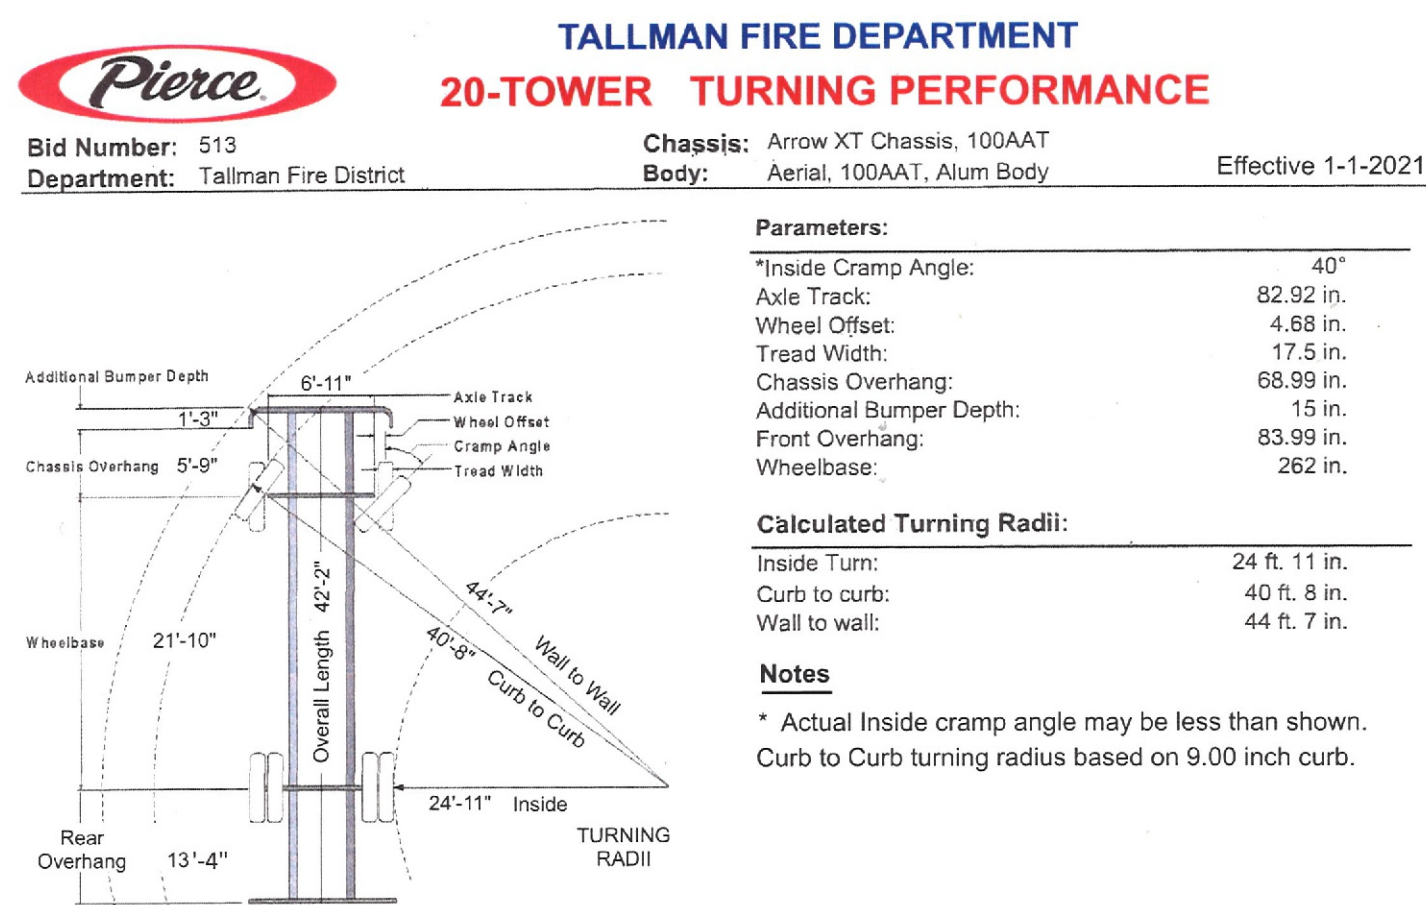 TALLMAN FIRE DEPARTMENT
Pierce®
20-TOWER TURNING PERFORMANCE
Bid Number: 513
Department: Tallman Fire District
Chassis: Arrow XT Chassis, 100AAT
Body: Aerial, 100AAT, Alum Body
Effective 1-1-2021
Additional Bumper Depth
1'-3"
6'-11"
Axle Track
Wheel Offset
Cramp Angle
Tread Width
Chassis Overhang 5'-9"
Wheelbase 21'-10"
Overall Length 42'-2"
44'-7"
Wall to Wall
40'-8"
Curb to Curb
24'-11" Inside
TURNING
RADII
Rear
Overhang 13'-4"
Parameters:
*Inside Cramp Angle: 40°
Axle Track: 82.92 in.
Wheel Offset: 4.68 in.
Tread Width: 17.5 in.
Chassis Overhang: 68.99 in.
Additional Bumper Depth: 15 in.
Front Overhang: 83.99 in.
Wheelbase: 262 in.
Calculated Turning Radii:
Inside Turn: 24 ft. 11 in.
Curb to curb: 40 ft. 8 in.
Wall to wall: 44 ft. 7 in.
Notes
* Actual Inside cramp angle may be less than shown.
Curb to Curb turning radius based on 9.00 inch curb.